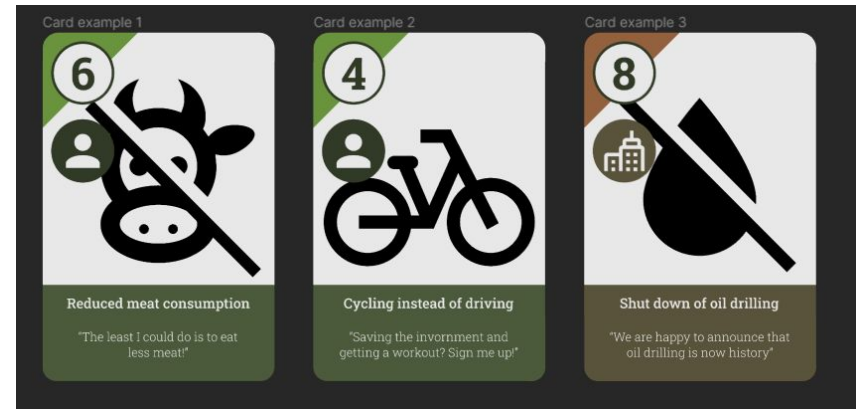 Card example 1
6
Reduced meat consumption
"The least I could do is to eat
less meat!"
Card example 2
4
Cycling instead of driving
"Saving the invornment and
getting a workout? Sign me up!"
Card example 3
8
Shut down of oil drilling
"We are happy to announce that
oil drilling is now history"